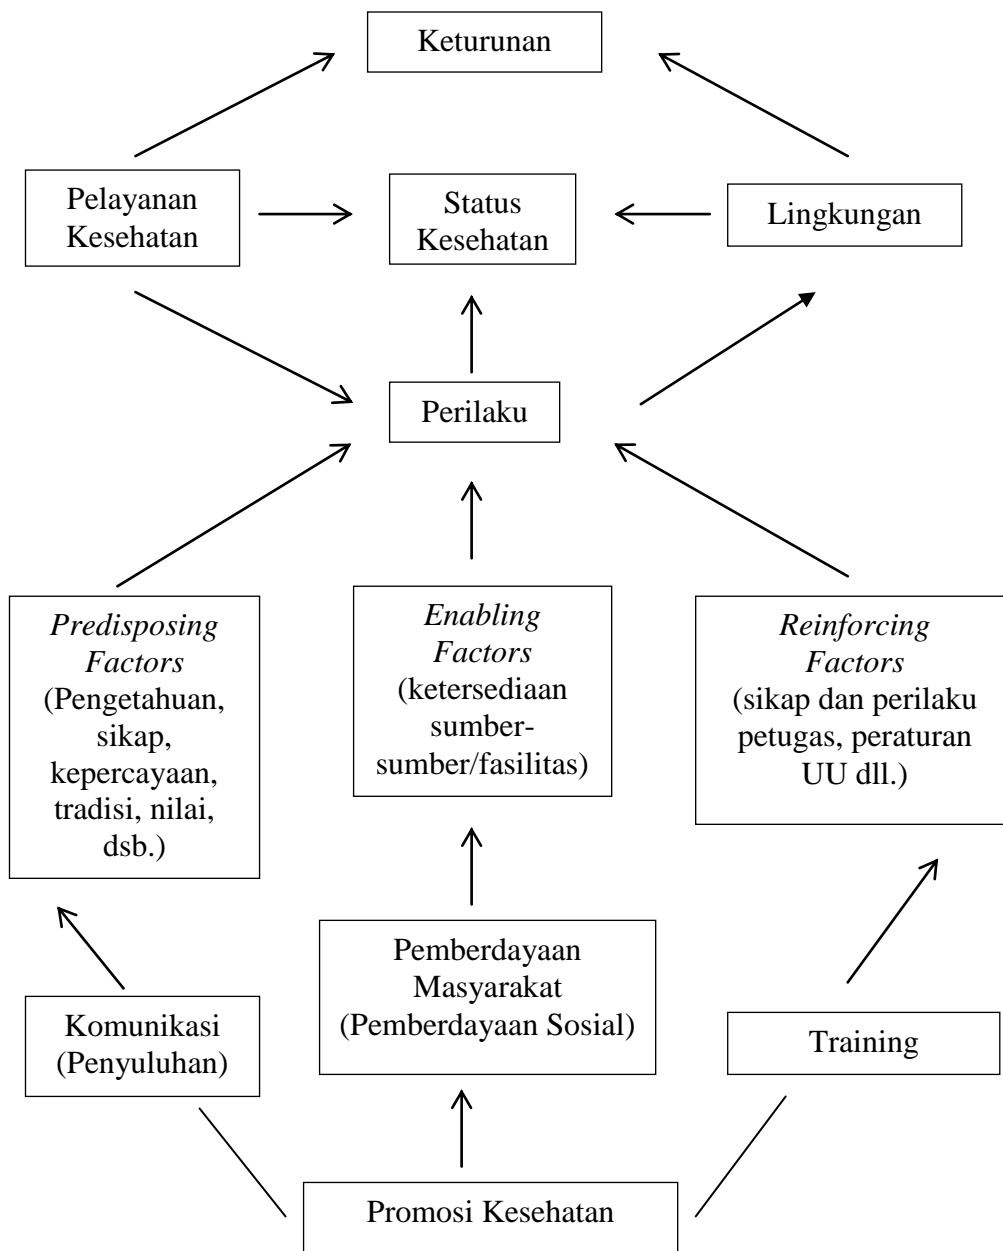 Keturunan
Pelayanan
Kesehatan
Status
Kesehatan
Lingkungan
Perilaku
Predisposing
Factors
(Pengetahuan,
sikap,
kepercayaan,
tradisi, nilai,
dsb.)
Enabling
Factors
(ketersediaan
sumber-
sumber/fasilitas)
Reinforcing
Factors
(sikap dan perilaku
petugas, peraturan
UU dll.)
Komunikasi
(Penyuluhan)
Pemberdayaan
Masyarakat
(Pemberdayaan Sosial)
Training
Promosi Kesehatan